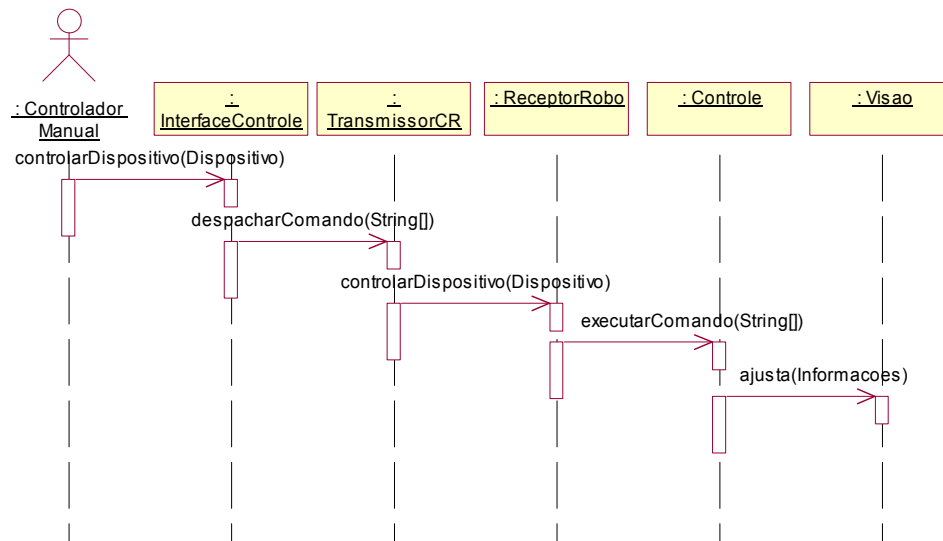 : Controlador
Manual
:
InterfaceControle
:
TransmissorCR
: ReceptorRobo
: Controle
: Visao
controlarDispositivo(Dispositivo)
despacharComando(String[])
controlarDispositivo(Dispositivo)
executarComando(String[])
ajusta(Informacoes)